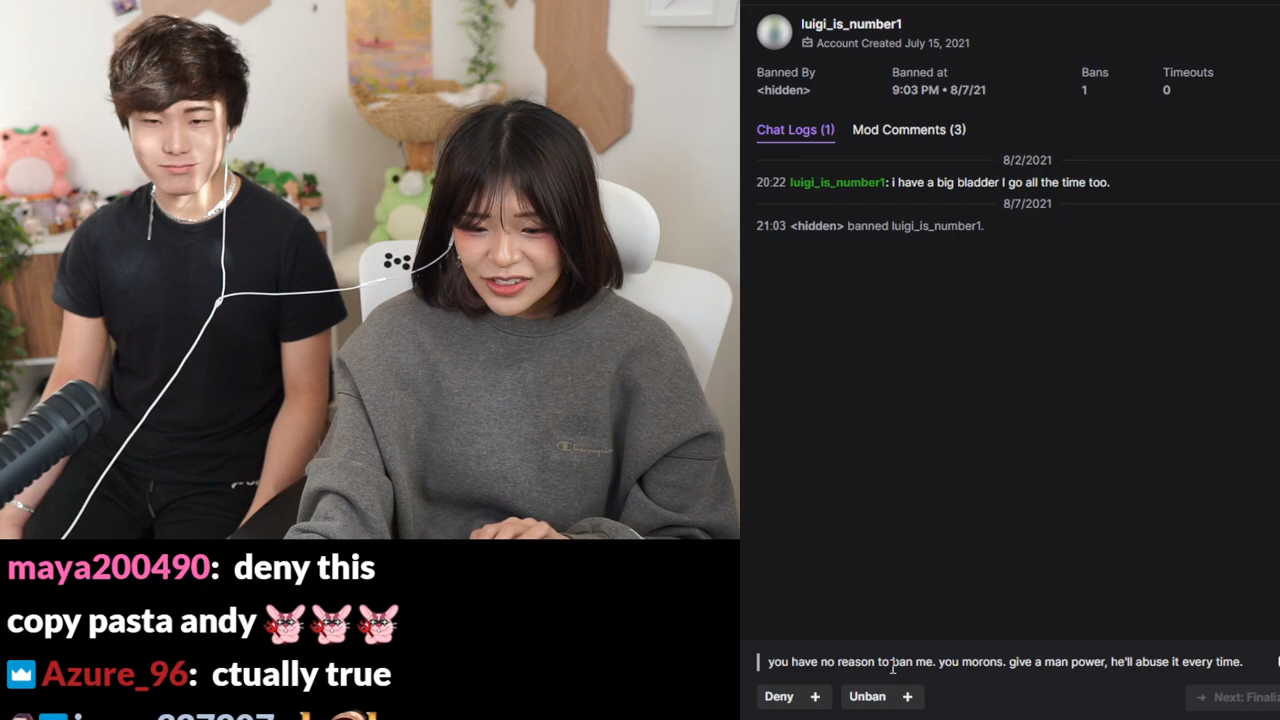 luigi_is_number1
Account Created July 15, 2021
Banned By
Banned at
Bans
Timeouts
<hidden>
9:03 PM • 8/7/21
1
0
Chat Logs (1)
Mod Comments (3)
8/2/2021
20:22 luigi_is_number1: i have a big bladder I go all the time too.
8/7/2021
21:03 <hidden> banned luigi_is_number1.
you have no reason to ban me. you morons. give a man power, he'll abuse it every time.
Deny +
Unban +
→ Next:
Champion
maya200490: deny this
copy pasta andy
Azure_96: ctually true